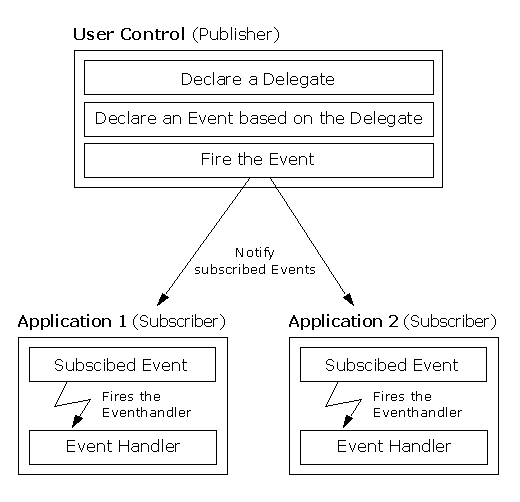 User Control (Publisher)
Declare a Delegate
Declare an Event based on the Delegate
Fire the Event
Notify
subscribed Events
Application 1 (Subscriber)
Subscibed Event
Fires the
Eventhandler
Event Handler
Application 2 (Subscriber)
Subscibed Event
Fires the
Eventhandler
Event Handler